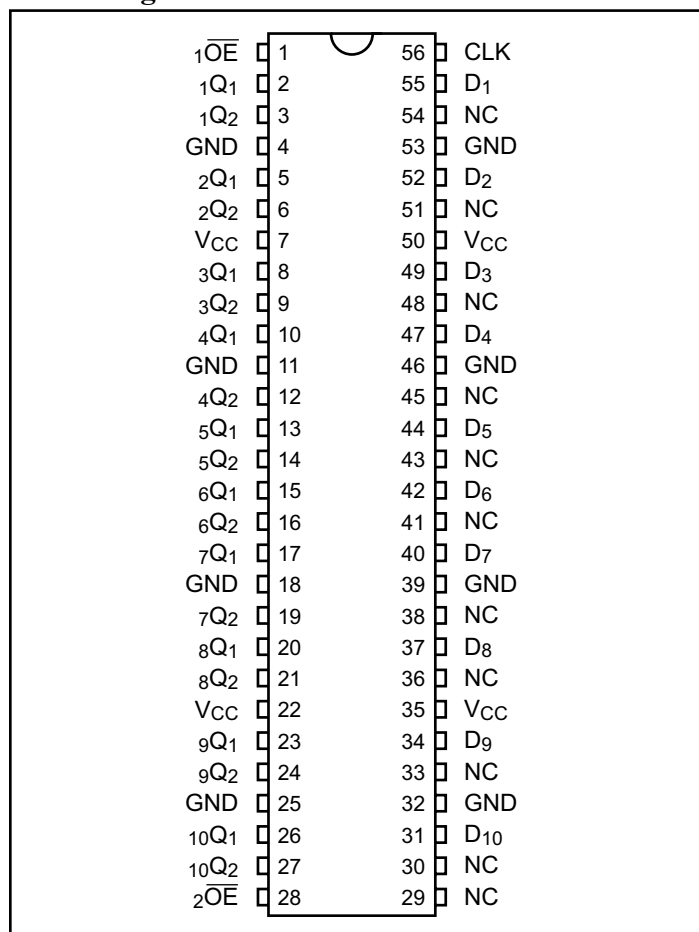 1O̅E̅ 1 56 CLK
1Q1 2 55 D1
1Q2 3 54 NC
GND 4 53 GND
2Q1 5 52 D2
2Q2 6 51 NC
VCC 7 50 VCC
3Q1 8 49 D3
3Q2 9 48 NC
4Q1 10 47 D4
GND 11 46 GND
4Q2 12 45 NC
5Q1 13 44 D5
5Q2 14 43 NC
6Q1 15 42 D6
6Q2 16 41 NC
7Q1 17 40 D7
GND 18 39 GND
7Q2 19 38 NC
8Q1 20 37 D8
8Q2 21 36 NC
VCC 22 35 VCC
9Q1 23 34 D9
9Q2 24 33 NC
GND 25 32 GND
10Q1 26 31 D10
10Q2 27 30 NC
2O̅E̅ 28 29 NC